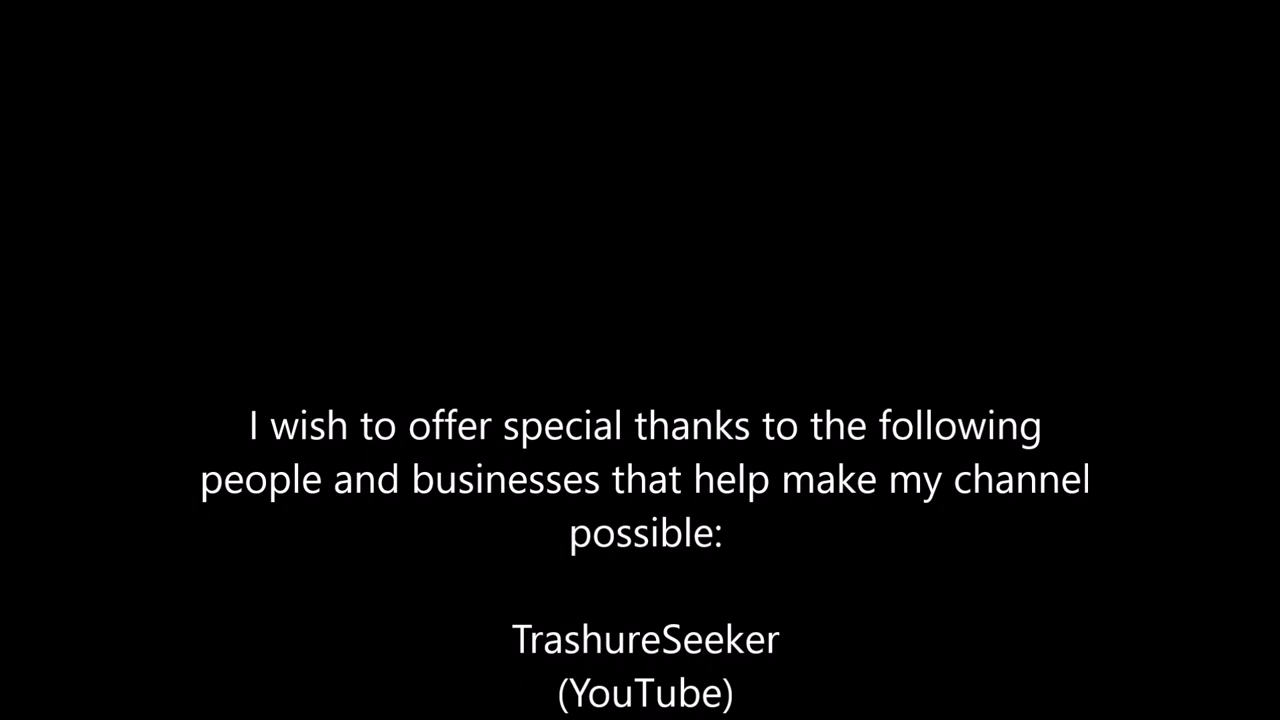 I wish to offer special thanks to the following
people and businesses that help make my channel
possible:
TrashureSeeker
(YouTube)